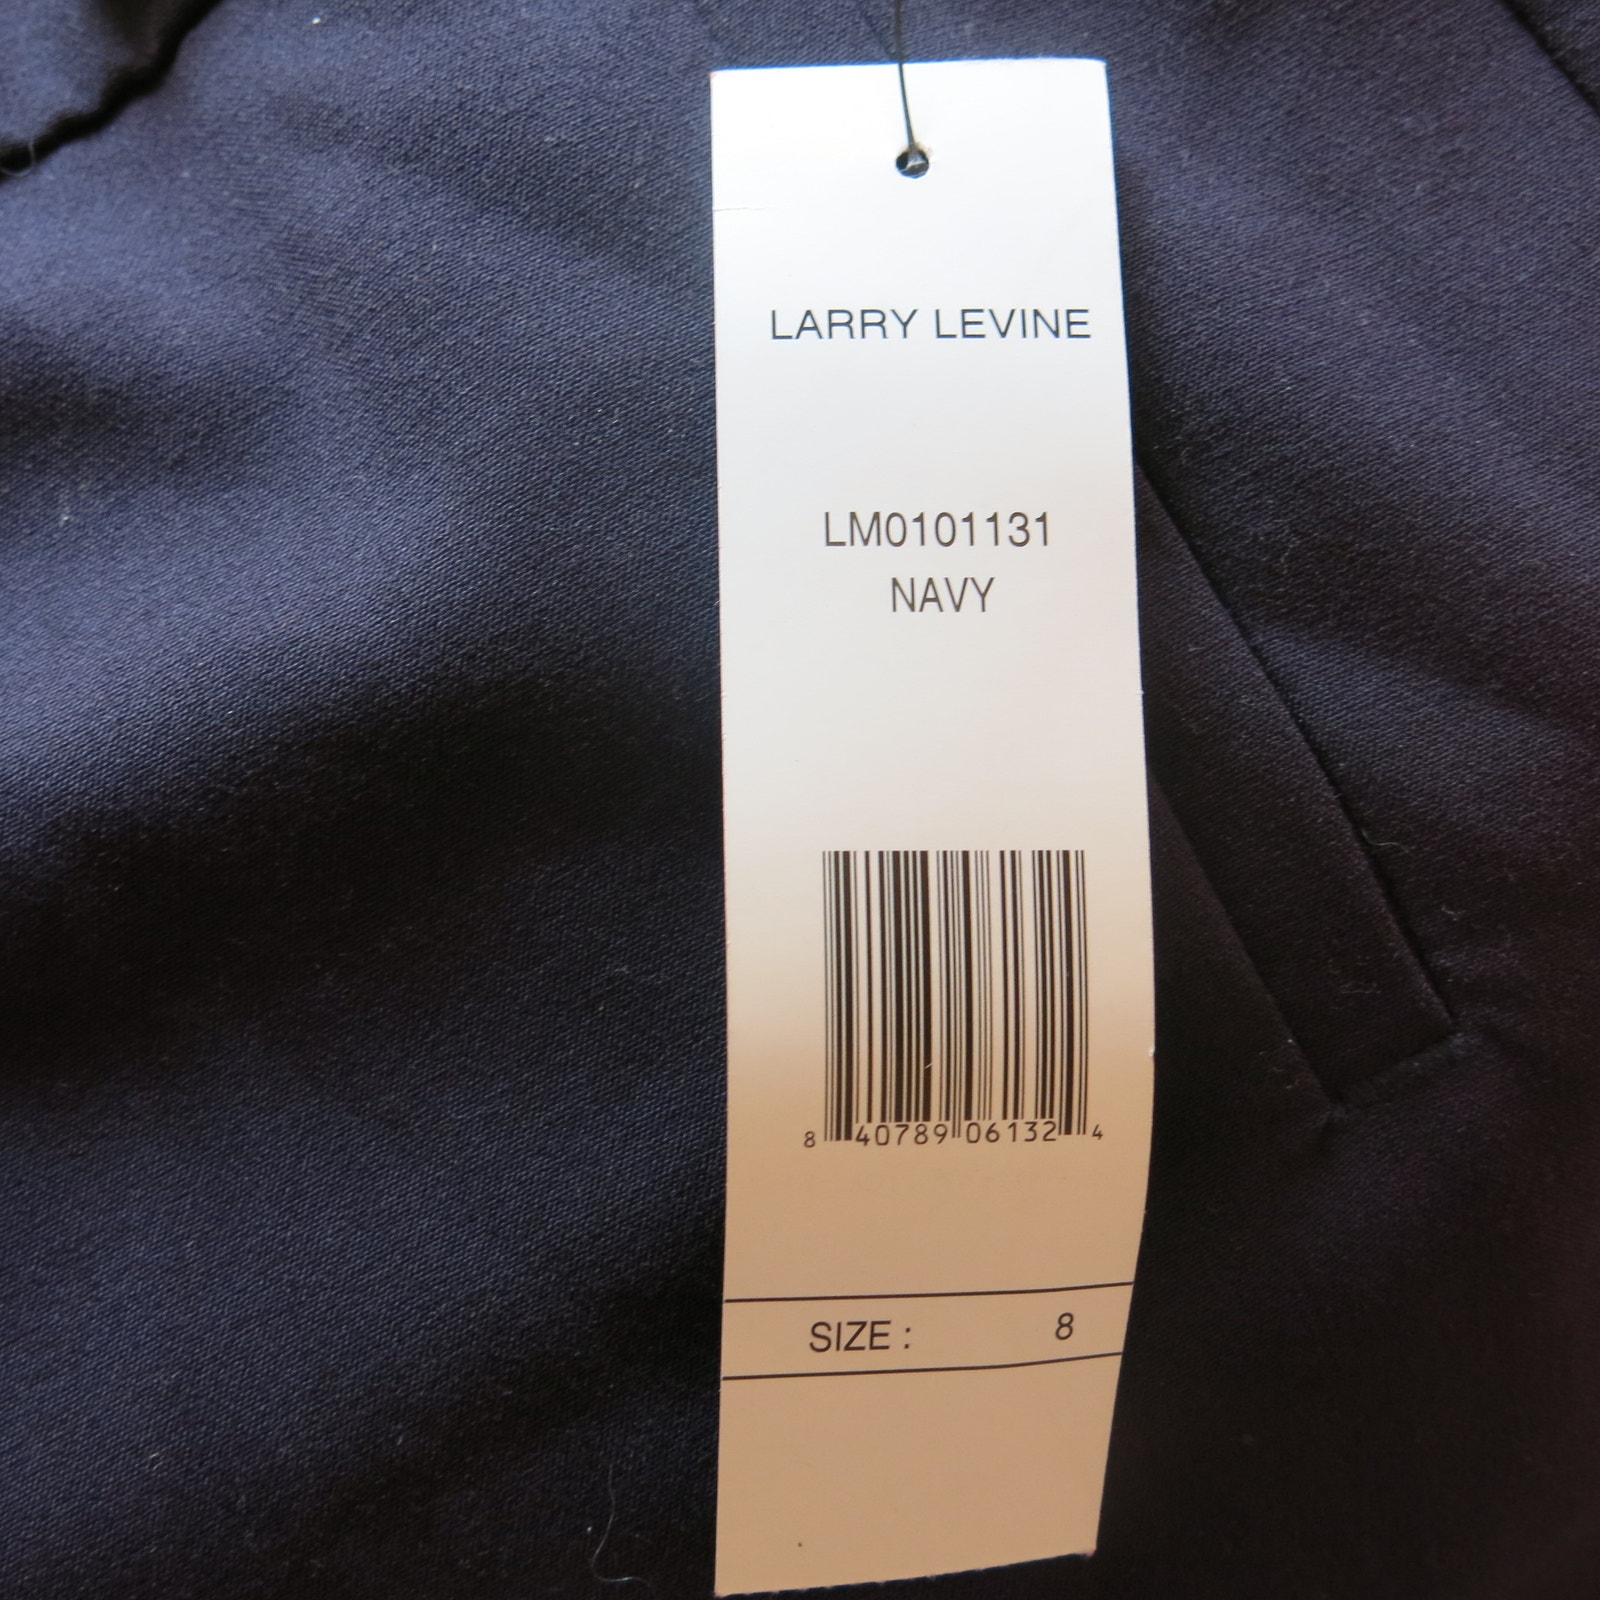 LARRY LEVINE
LM0101131
NAVY
8 40789 06132 4
SIZE : 8